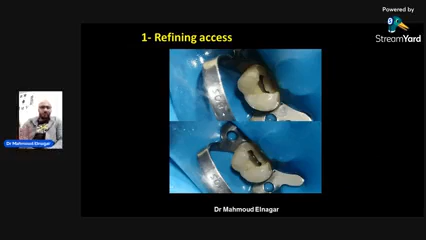 Powered by
StreamYard
1- Refining access
Dr Mahmoud Elnagar
Dr Mahmoud Elnagar